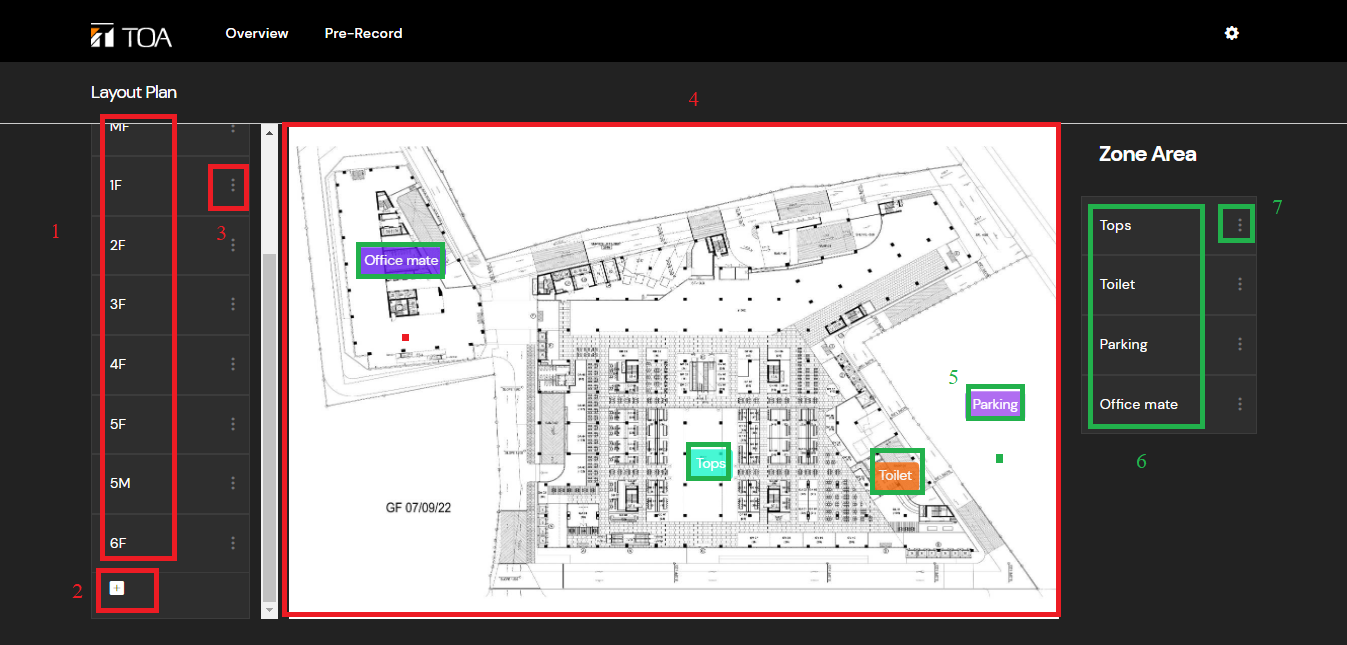 TOA
Overview
Pre-Record
Layout Plan
4
MF
1F
2F
3F
4F
5F
5M
6F
1
3
2
+
Office mate
Parking
5
Tops
Toilet
GF 07/09/22
Zone Area
Tops
Toilet
Parking
Office mate
7
6